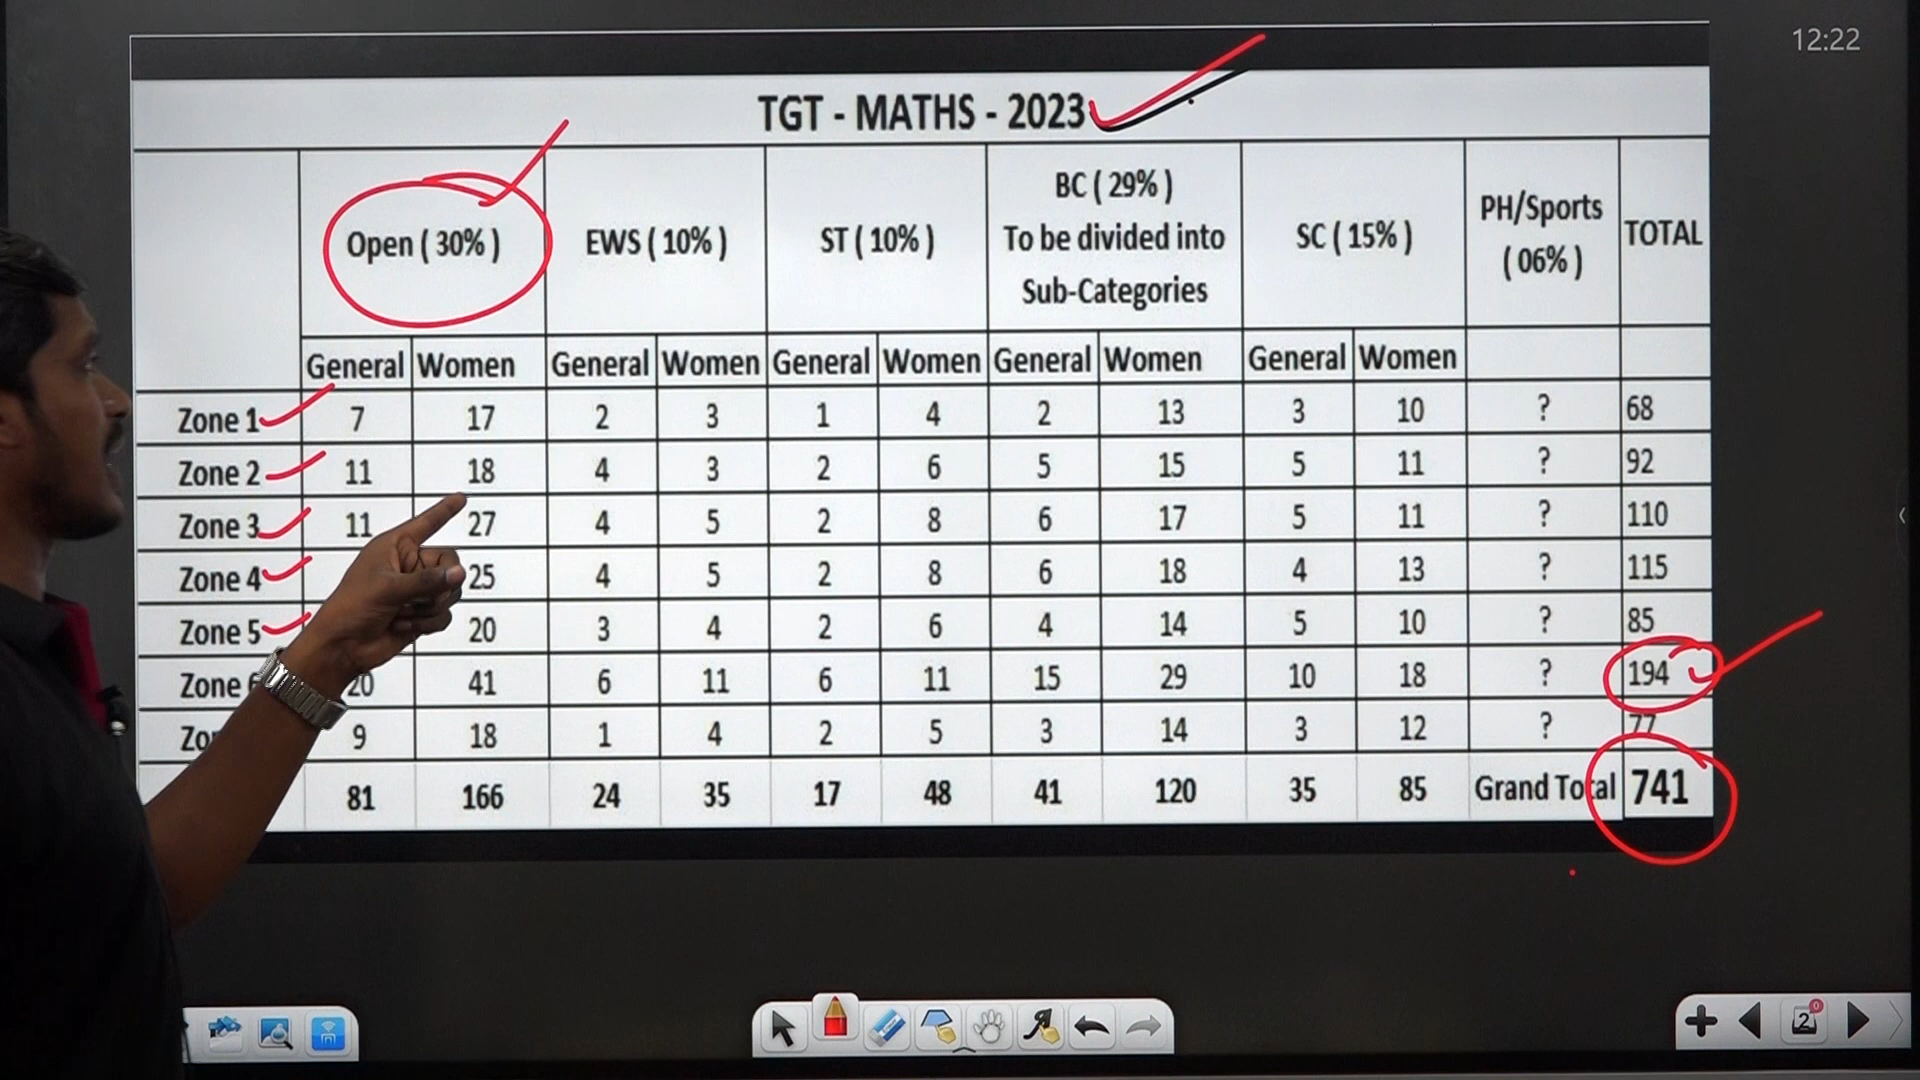 12:22
TGT - MATHS - 2023
Open ( 30% ) EWS ( 10% ) ST ( 10% ) BC ( 29% ) To be divided into Sub-Categories SC ( 15% ) PH/Sports ( 06% ) TOTAL
General Women General Women General Women General Women General Women
Zone 1 7 17 2 3 1 4 2 13 3 10 ? 68
Zone 2 11 18 4 3 2 6 5 15 5 11 ? 92
Zone 3 11 27 4 5 2 8 6 17 5 11 ? 110
Zone 4 25 4 5 2 8 6 18 4 13 ? 115
Zone 5 20 3 4 2 6 4 14 5 10 ? 85
Zone 20 41 6 11 6 11 15 29 10 18 ? 194
9 18 1 4 2 5 3 14 3 12 ? 77
81 166 24 35 17 48 41 120 35 85 Grand Total 741
2